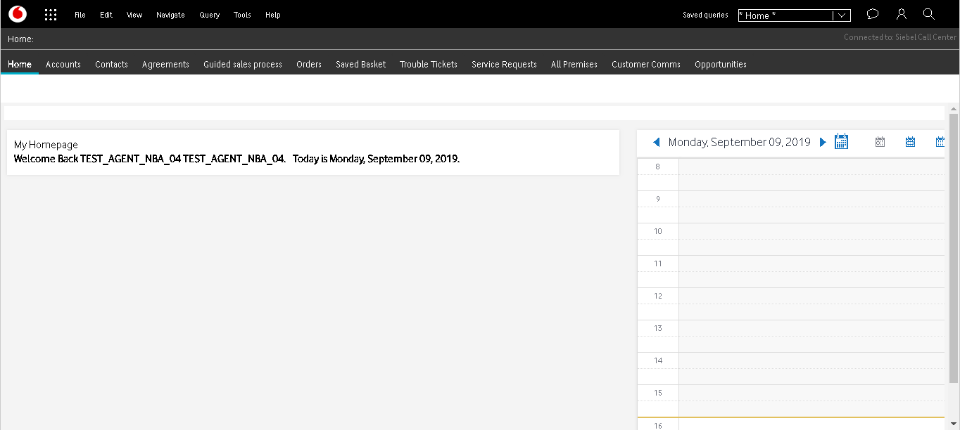 File Edit View Navigate Query Tools Help Saved queries * Home *
Home: Connected to: Siebel Call Center
Home Accounts Contacts Agreements Guided sales process Orders Saved Basket Trouble Tickets Service Requests All Premises Customer Comms Opportunities
My Homepage
Welcome Back TEST_AGENT_NBA_04 TEST_AGENT_NBA_04. Today is Monday, September 09, 2019.
Monday, September 09, 2019
8
9
10
11
12
13
14
15
16